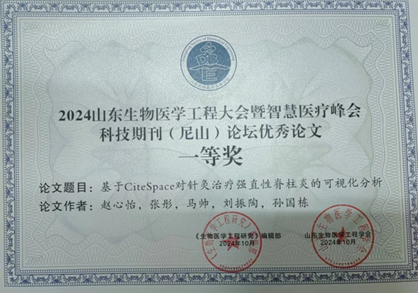 2024山东生物医学工程大会暨智慧医疗峰会
科技期刊（尼山）论坛优秀论文
一等奖
论文题目：基于CiteSpace对针灸治疗强直性脊柱炎的可视化分析
论文作者：赵心怡，张彤，马帅，刘振陶，孙国栋
《生物医学工程研究》编辑部
2024年10月
山东生物医学工程学会
2024年10月